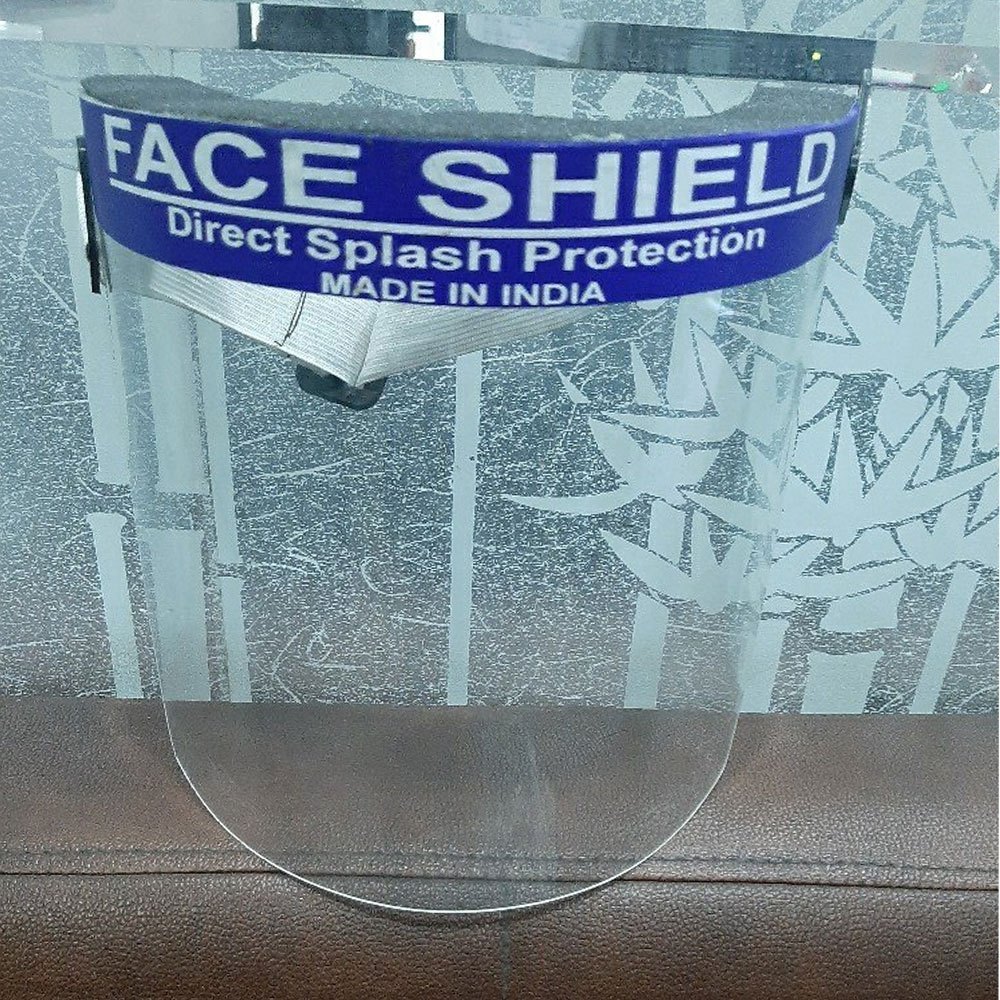 FACE SHIELD
Direct Splash Protection
MADE IN INDIA